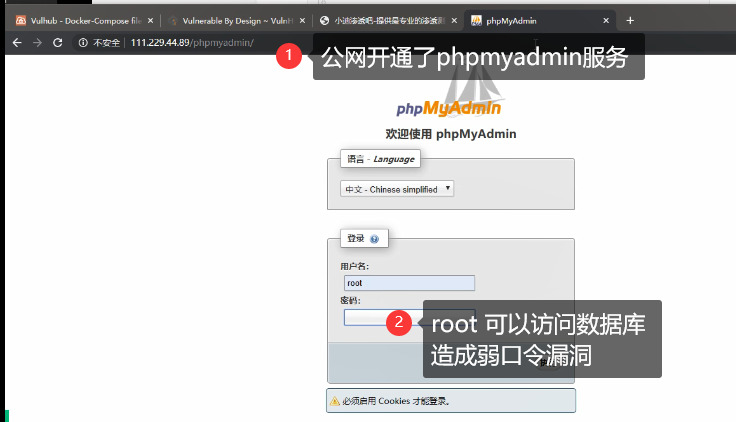 Vulhub - Docker-Compose file
Vulnerable By Design ~ VulnH
小迪渗透吧-提供最专业的渗透测
phpMyAdmin
不安全 | 111.229.44.89/phpmyadmin/
1 公网开通了phpmyadmin服务
phpMyAdmin
欢迎使用 phpMyAdmin
语言 - Language
中文 - Chinese simplified
登录
用户名：
root
密码：
2 root 可以访问数据库
造成弱口令漏洞
必须启用 Cookies 才能登录。